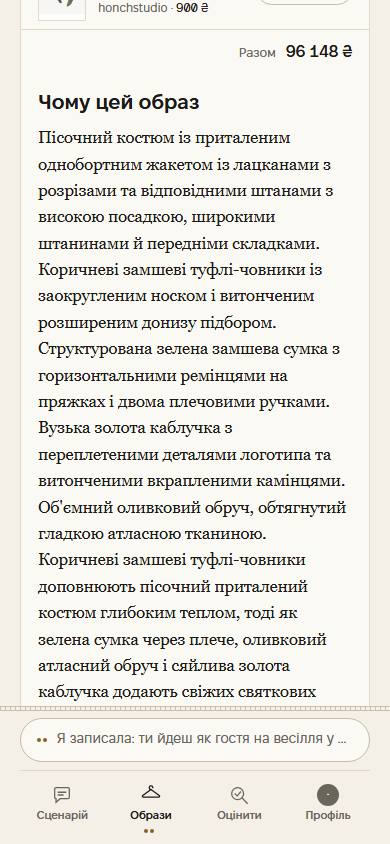 honchstudio · 900 ₴
Разом 96 148 ₴
Чому цей образ
Пісочний костюм із приталеним
однобортним жакетом із лацканами з
розрізами та відповідними штанами з
високою посадкою, широкими
штанинами й передніми складками.
Коричневі замшеві туфлі-човники із
заокругленим носком і витонченим
розширеним донизу підбором.
Структурована зелена замшева сумка з
горизонтальними ремінцями на
пряжках і двома плечовими ручками.
Вузька золота каблучка з
переплетеними деталями логотипа та
витонченими вкрапленими камінцями.
Об'ємний оливковий обруч, обтягнутий
гладкою атласною тканиною.
Коричневі замшеві туфлі-човники
доповнюють пісочний приталений
костюм глибоким теплом, тоді як
зелена сумка через плече, оливковий
атласний обруч і сяйлива золота
каблучка додають свіжих святкових
Я записала: ти йдеш як гостя на весілля у ...
Сценарій Образи Оцінити Профіль